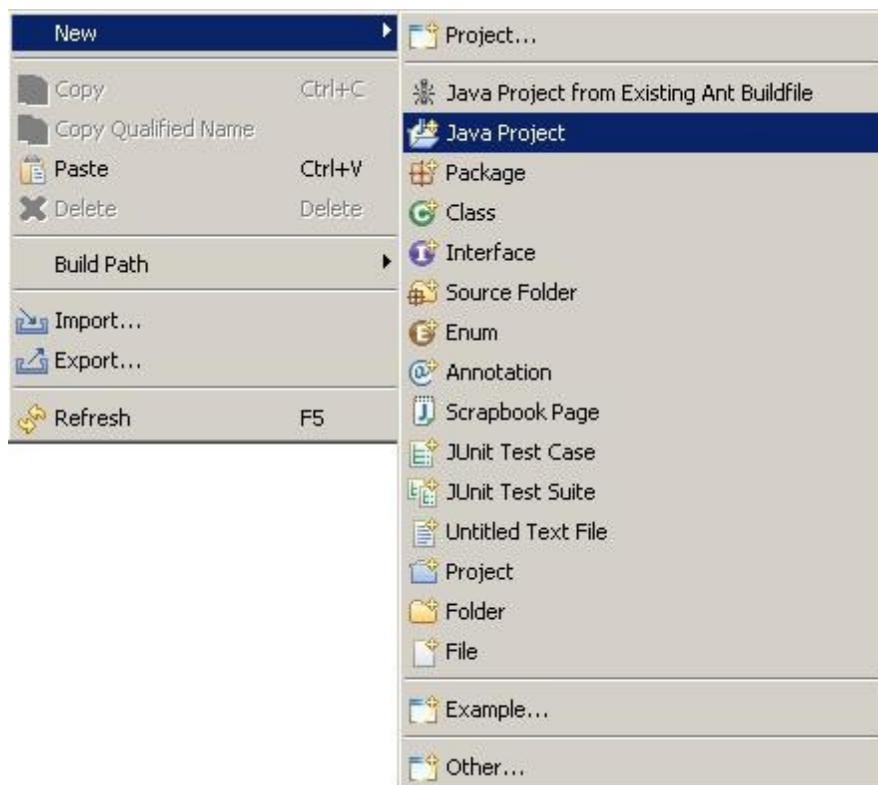 New
Copy Ctrl+C
Copy Qualified Name
Paste Ctrl+V
Delete Delete
Build Path
Import...
Export...
Refresh F5
Project...
Java Project from Existing Ant Buildfile
Java Project
Package
Class
Interface
Source Folder
Enum
Annotation
Scrapbook Page
JUnit Test Case
JUnit Test Suite
Untitled Text File
Project
Folder
File
Example...
Other...